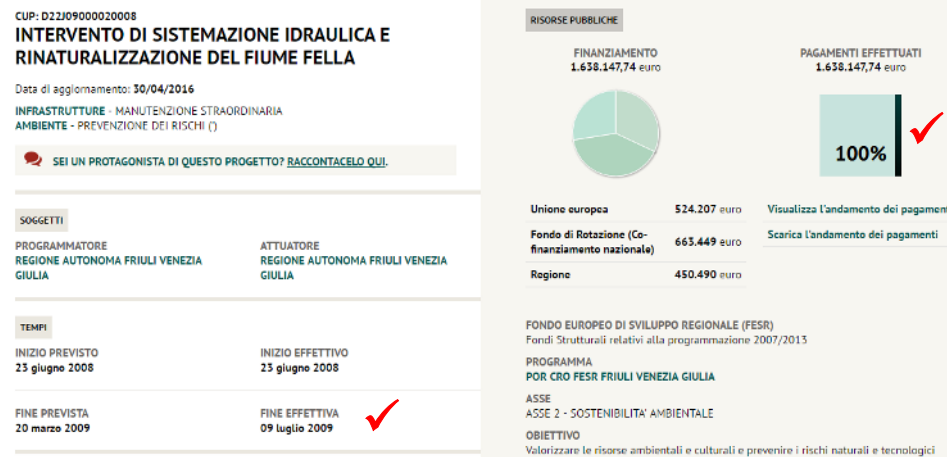 CUP: D22J09000020008
INTERVENTO DI SISTEMAZIONE IDRAULICA E
RINATURALIZZAZIONE DEL FIUME FELLA
Data di aggiornamento: 30/04/2016
INFRASTRUTTURE - MANUTENZIONE STRAORDINARIA
AMBIENTE - PREVENZIONE DEI RISCHI ()
SEI UN PROTAGONISTA DI QUESTO PROGETTO? RACCONTACELO QUI.
SOGGETTI
PROGRAMMATORE
REGIONE AUTONOMA FRIULI VENEZIA
GIULIA
ATTUATORE
REGIONE AUTONOMA FRIULI VENEZIA
GIULIA
TEMPI
INIZIO PREVISTO
23 giugno 2008
INIZIO EFFETTIVO
23 giugno 2008
FINE PREVISTA
20 marzo 2009
FINE EFFETTIVA
09 luglio 2009
RISORSE PUBBLICHE
FINANZIAMENTO
1.638.147,74 euro
PAGAMENTI EFFETTUATI
1.638.147,74 euro
100%
Unione europea 524.207 euro
Fondo di Rotazione (Co-
finanziamento nazionale) 663.449 euro
Regione 450.490 euro
Visualizza l'andamento dei pagament
Scarica l'andamento dei pagamenti
FONDO EUROPEO DI SVILUPPO REGIONALE (FESR)
Fondi Strutturali relativi alla programmazione 2007/2013
PROGRAMMA
POR CRO FESR FRIULI VENEZIA GIULIA
ASSE
ASSE 2 - SOSTENIBILITA' AMBIENTALE
OBIETTIVO
Valorizzare le risorse ambientali e culturali e prevenire i rischi naturali e tecnologici